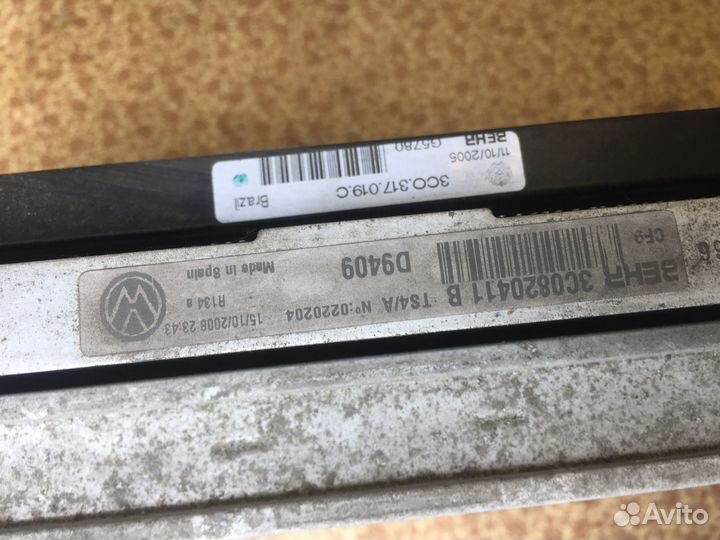 BEHR
G5780
11/10/2005
3CO.317.019.C
Brazil
CF9
BEHR
3C0820411 B
TS4/A Nº:0220204
D9409
15/10/2008 23:43
R134 a
Made in Spain
Avito